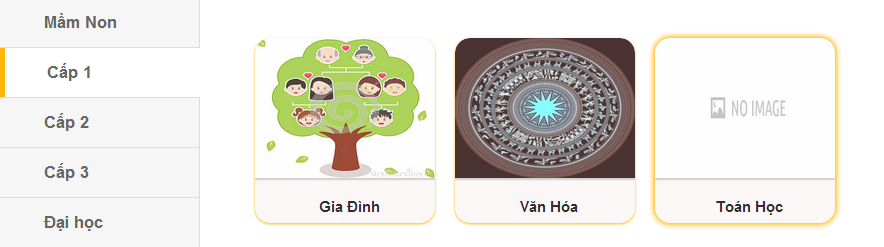 Mầm Non
Cấp 1
Cấp 2
Cấp 3
Đại học
NO IMAGE
Gia Đình
Văn Hóa
Toán Học